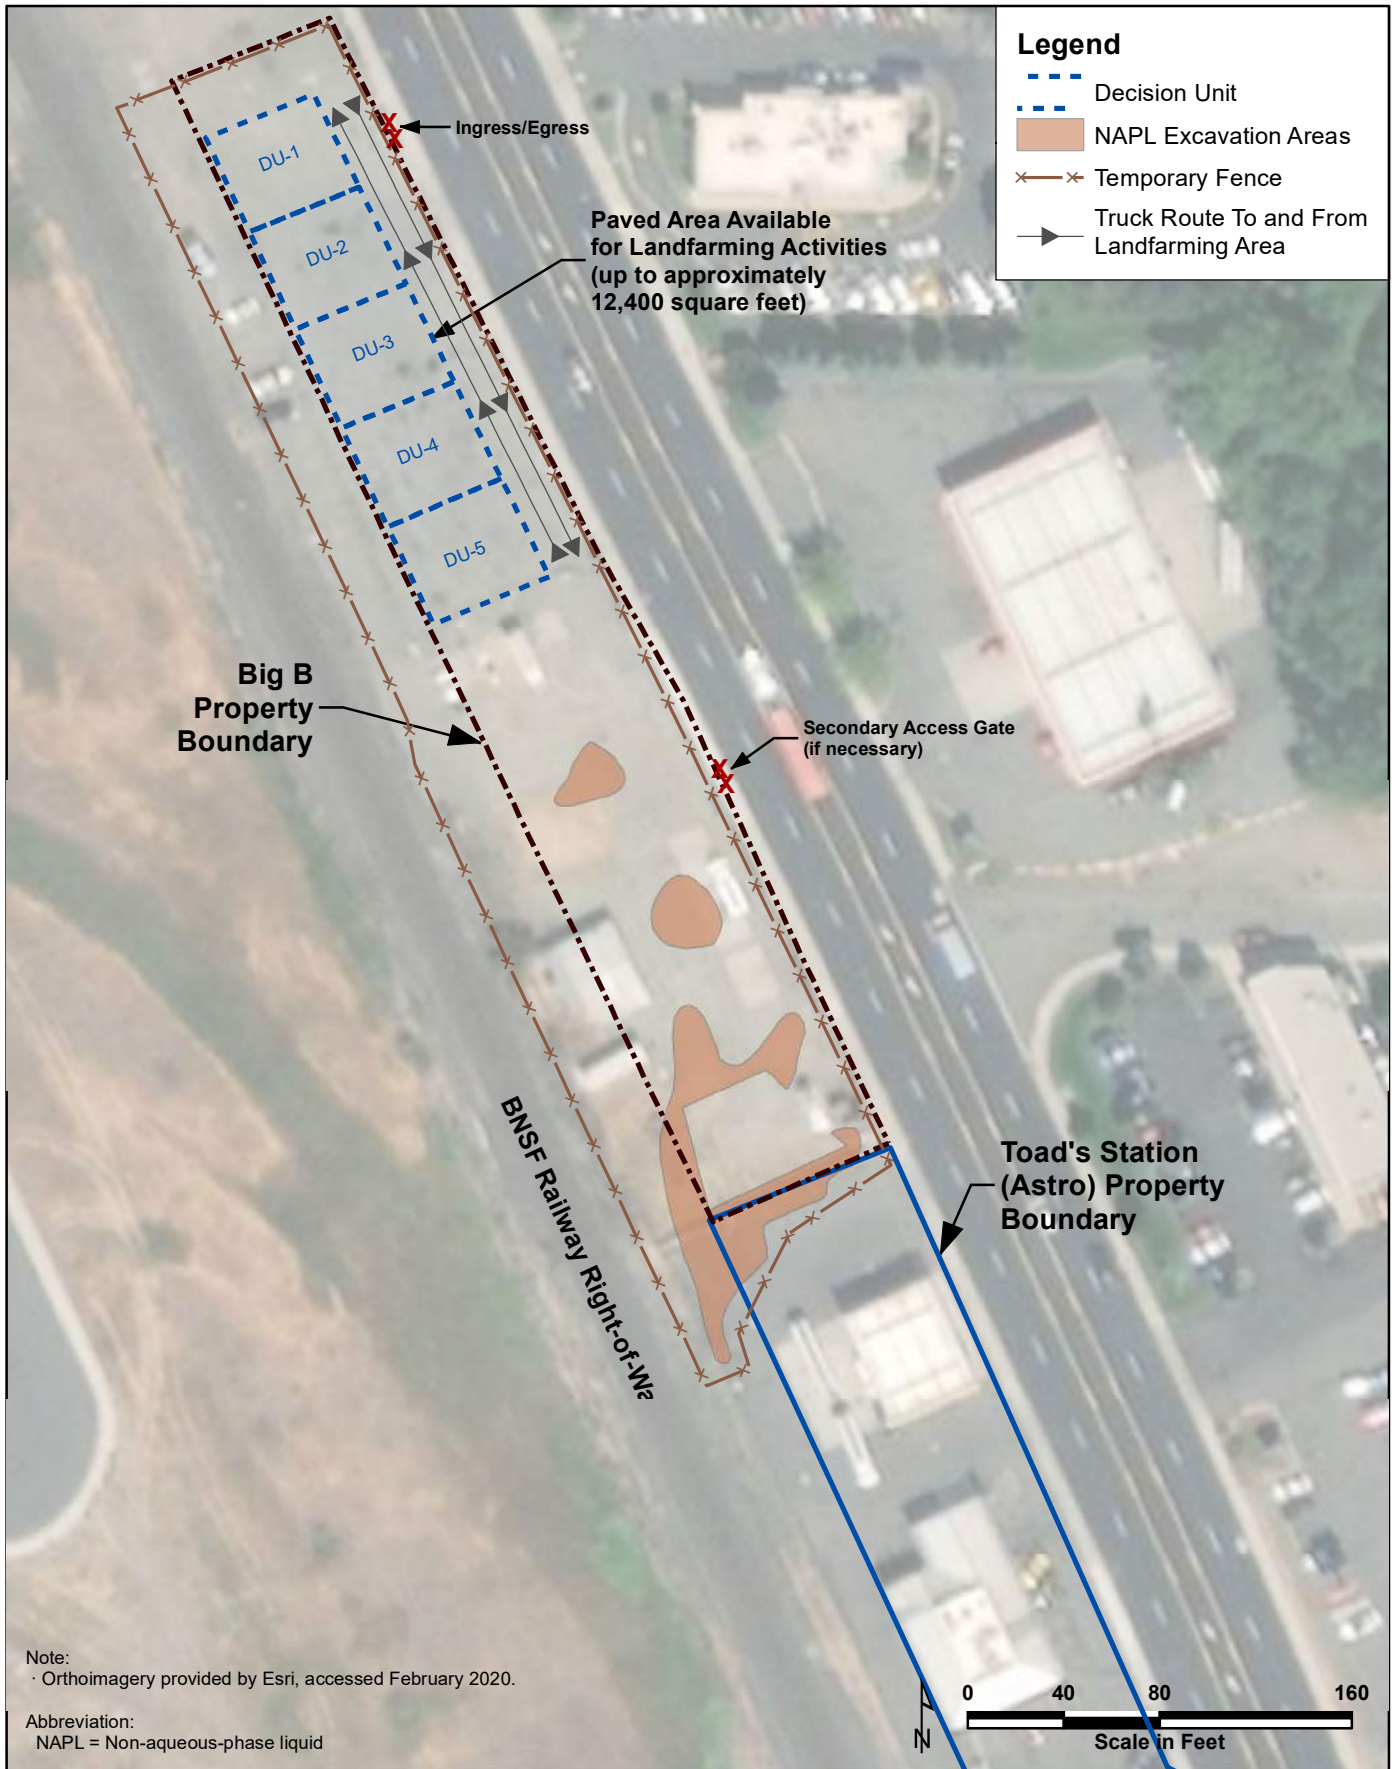 Legend
Decision Unit
NAPL Excavation Areas
Temporary Fence
Truck Route To and From
Landfarming Area
Ingress/Egress
DU-1
DU-2
DU-3
DU-4
DU-5
Paved Area Available
for Landfarming Activities
(up to approximately
12,400 square feet)
Big B
Property
Boundary
Secondary Access Gate
(if necessary)
BNSF Railway Right-of-Wa
Toad's Station
(Astro) Property
Boundary
Note:
· Orthoimagery provided by Esri, accessed February 2020.
Abbreviation:
NAPL = Non-aqueous-phase liquid
N
0 40 80 160
Scale in Feet